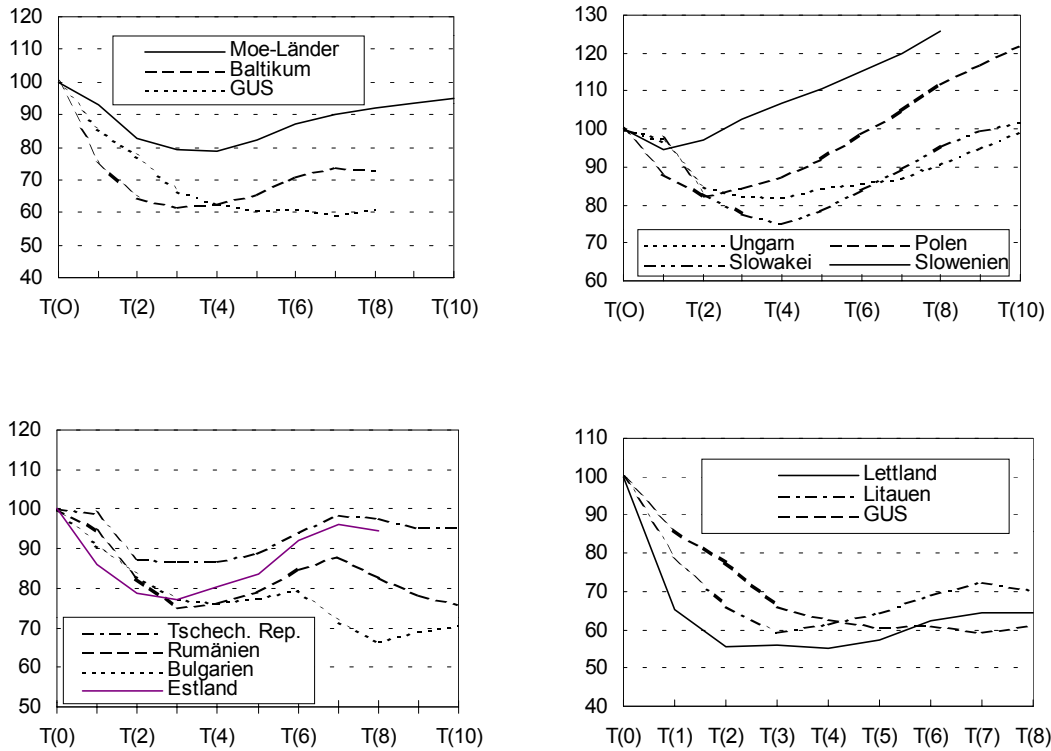 120
110
100
90
80
70
60
50
40
Moe-Länder
Baltikum
GUS
T(O) T(2) T(4) T(6) T(8) T(10)
130
120
110
100
90
80
70
60
Ungarn Polen
Slowakei Slowenien
T(O) T(2) T(4) T(6) T(8) T(10)
120
110
100
90
80
70
60
50
Tschech. Rep.
Rumänien
Bulgarien
Estland
T(0) T(2) T(4) T(6) T(8) T(10)
110
100
90
80
70
60
50
40
Lettland
Litauen
GUS
T(0) T(1) T(2) T(3) T(4) T(5) T(6) T(7) T(8)